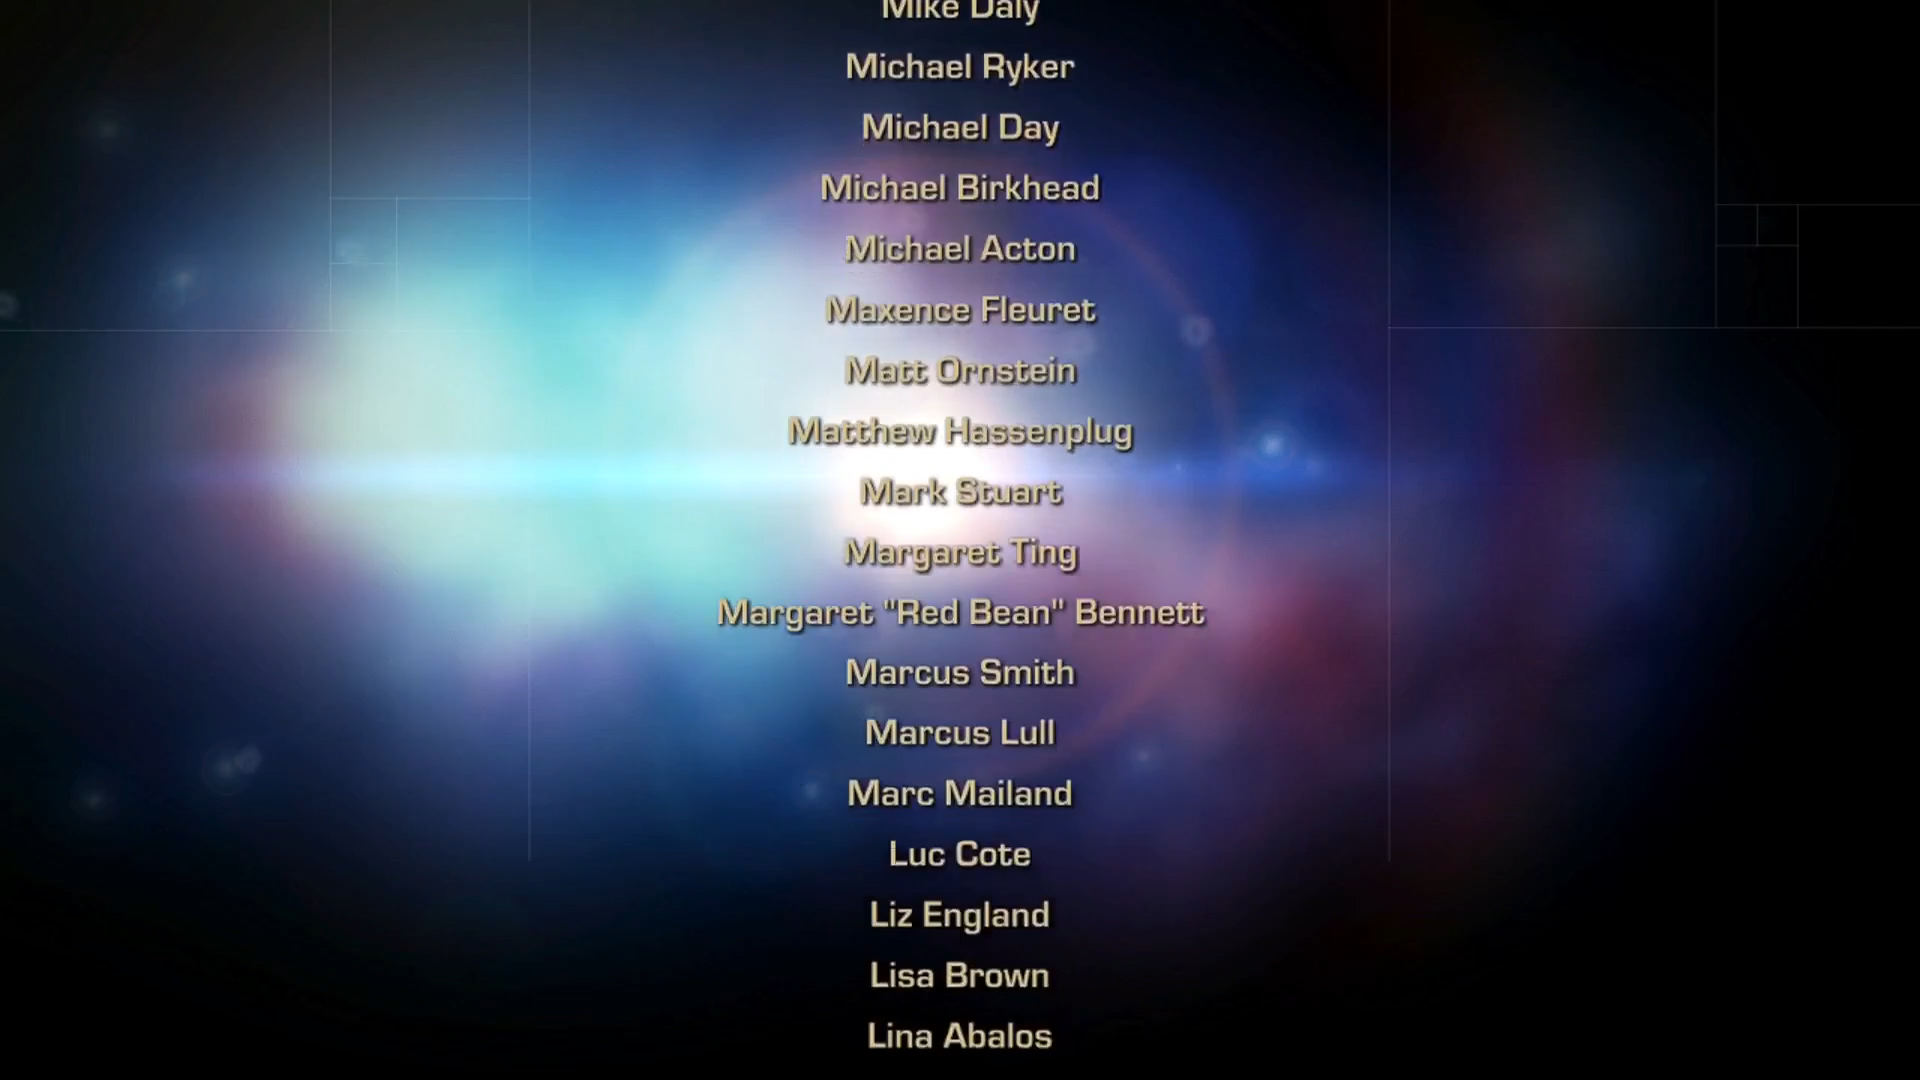 Mike Daly
Michael Ryker
Michael Day
Michael Birkhead
Michael Acton
Maxence Fleuret
Matt Ornstein
Matthew Hassenplug
Mark Stuart
Margaret Ting
Margaret "Red Bean" Bennett
Marcus Smith
Marcus Lull
Marc Mailand
Luc Cote
Liz England
Lisa Brown
Lina Abalos